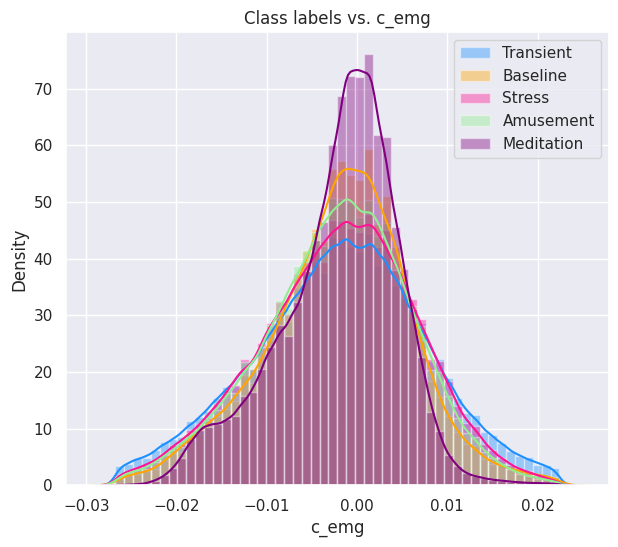 Class labels vs. c_emg
Transient
Baseline
Stress
Amusement
Meditation
Density
80
70
60
50
40
30
20
10
0
−0.03
−0.02
−0.01
0.00
0.01
0.02
c_emg